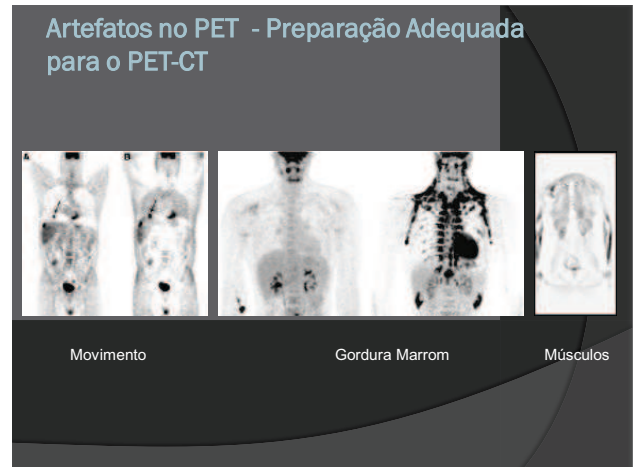 Artefatos no PET - Preparação Adequada
para o PET-CT
A
B
Movimento
Gordura Marrom
Músculos